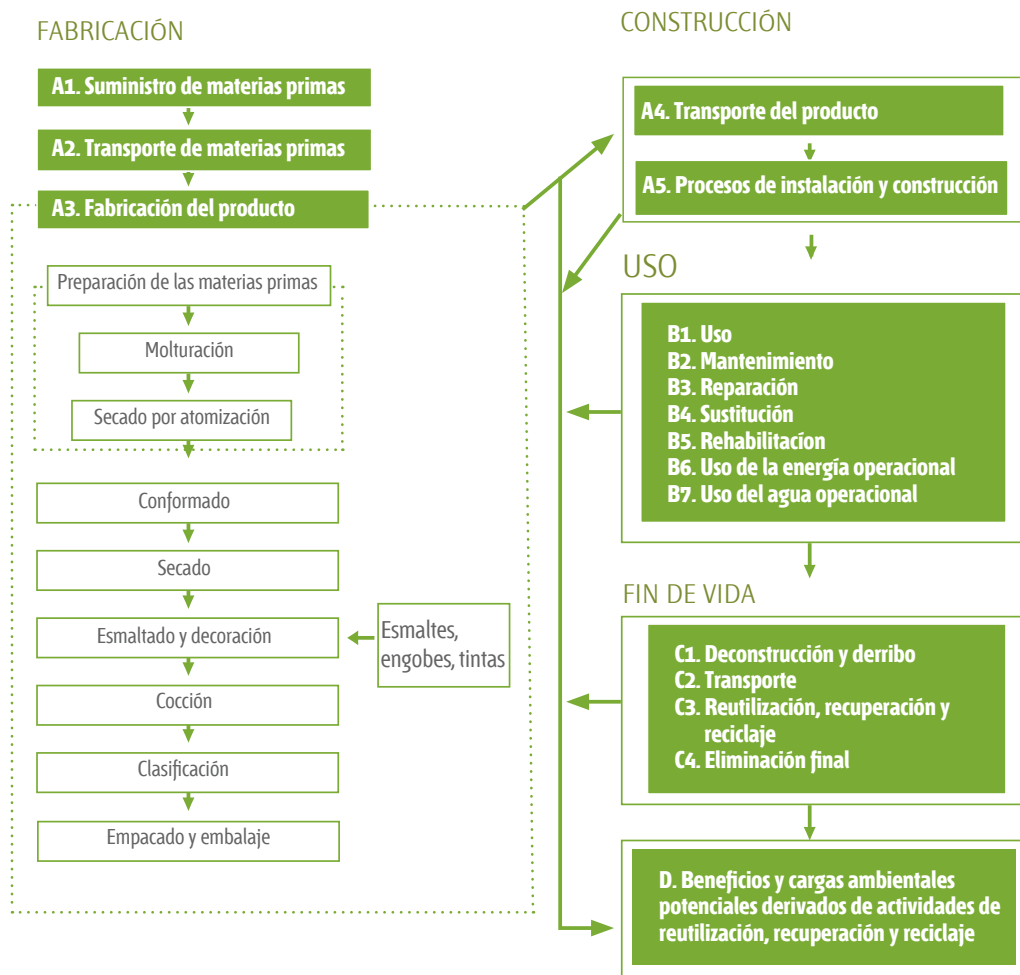 FABRICACIÓN
A1. Suministro de materias primas
A2. Transporte de materias primas
A3. Fabricación del producto
Preparación de las materias primas
Molturación
Secado por atomización
Conformado
Secado
Esmaltado y decoración
Esmaltes,
engobes, tintas
Cocción
Clasificación
Empacado y embalaje
CONSTRUCCIÓN
A4. Transporte del producto
A5. Procesos de instalación y construcción
USO
B1. Uso
B2. Mantenimiento
B3. Reparación
B4. Sustitución
B5. Rehabilitacíon
B6. Uso de la energía operacional
B7. Uso del agua operacional
FIN DE VIDA
C1. Deconstrucción y derribo
C2. Transporte
C3. Reutilización, recuperación y
reciclaje
C4. Eliminación final
D. Beneficios y cargas ambientales
potenciales derivados de actividades de
reutilización, recuperación y reciclaje